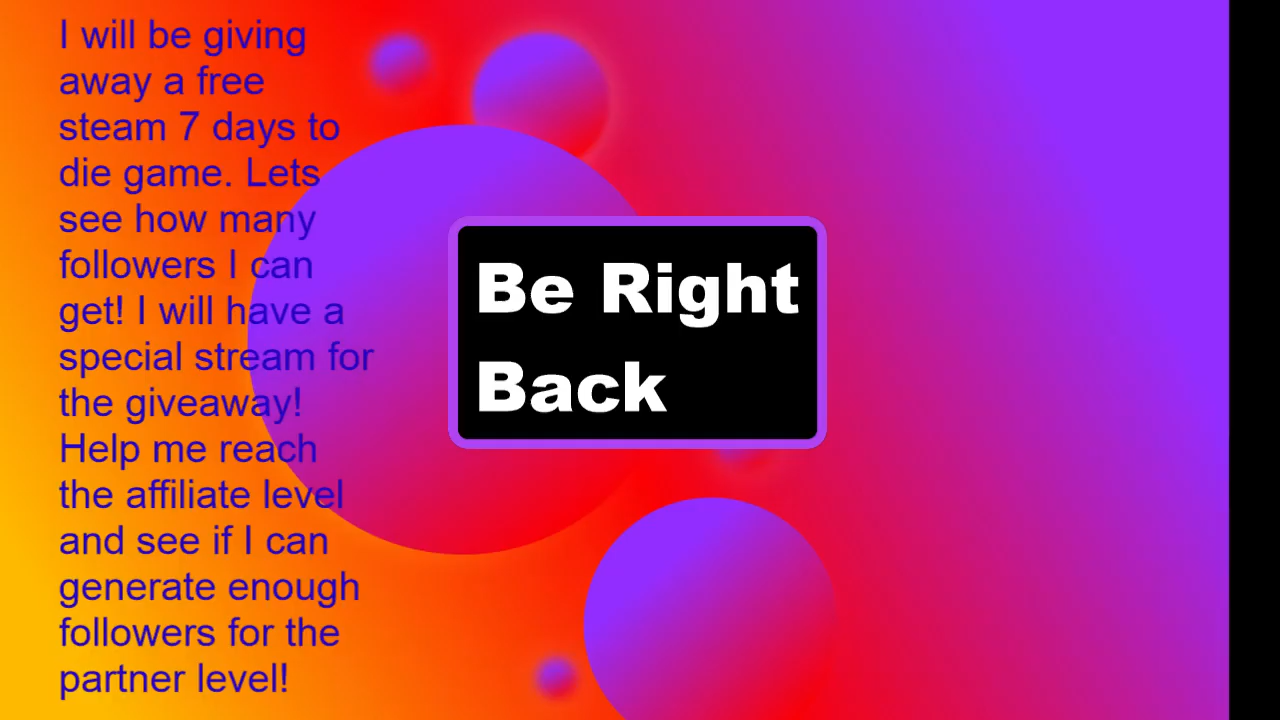 I will be giving
away a free
steam 7 days to
die game. Lets
see how many
followers I can
get! I will have a
special stream for
the giveaway!
Help me reach
the affiliate level
and see if I can
generate enough
followers for the
partner level!
Be Right
Back